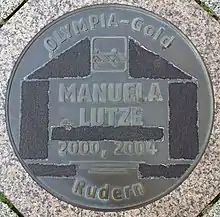 OLYMPIA-Gold
MANUELA
LUTZE
2000, 2004
Rudern